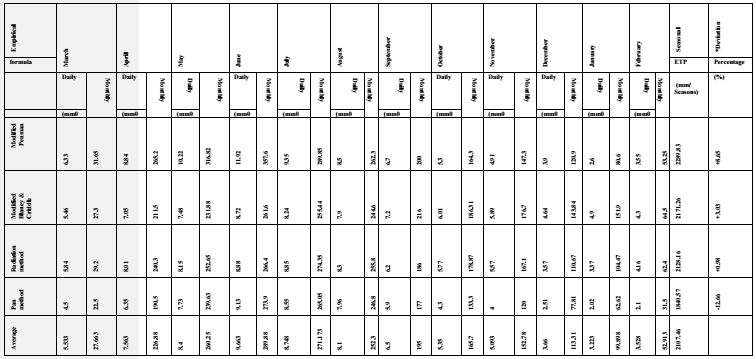 Empirical March April May June July August September October November December January February Seasonal *Deviation
formula ETP Percentage
Daily Monthly Daily Monthly Daily Monthly Daily Monthly Daily Monthly Daily Monthly Daily Monthly Daily Monthly Daily Monthly Daily Monthly Daily Monthly Daily Monthly (mm/ (%)
Seasons)
(mm0 (mm0 (mm0 (mm0 (mm0
Modified Penman 6.33 31.65 8.84 265.2 10.22 316.82 11.92 357.6 9.35 289.85 8.5 262.3 6.7 200 5.3 164.3 4.91 147.3 3.9 120.9 2.6 80.6 3.55 53.25 2289.83 +8.65
Modified Blaney & Criddle 5.46 27.3 7.05 211.5 7.48 231.88 8.72 261.6 8.24 255.44 7.9 244.6 7.2 216 6.01 186.31 5.89 176.7 4.64 143.84 4.9 151.9 4.3 64.5 2171.26 +3.03
Radiation method 5.84 29.2 8.01 240.3 8.15 252.65 8.88 266.4 8.85 274.35 8.3 255.8 6.2 186 5.77 178.87 5.57 167.1 3.57 110.67 3.37 104.47 4.16 62.4 2128.16 +0.98
Pan method 4.5 22.5 6.35 190.5 7.73 239.63 9.13 273.9 8.55 265.05 7.96 246.8 5.9 177 4.3 133.3 4 120 2.51 77.81 2.02 62.62 2.1 31.5 1840.57 -12.66
Average 5.533 27.663 7.563 226.88 8.4 260.25 9.663 289.88 8.748 271.173 8.1 252.3 6.5 195 5.35 165.7 5.093 152.78 3.66 113.31 3.223 99.898 3.528 52.913 2107.46